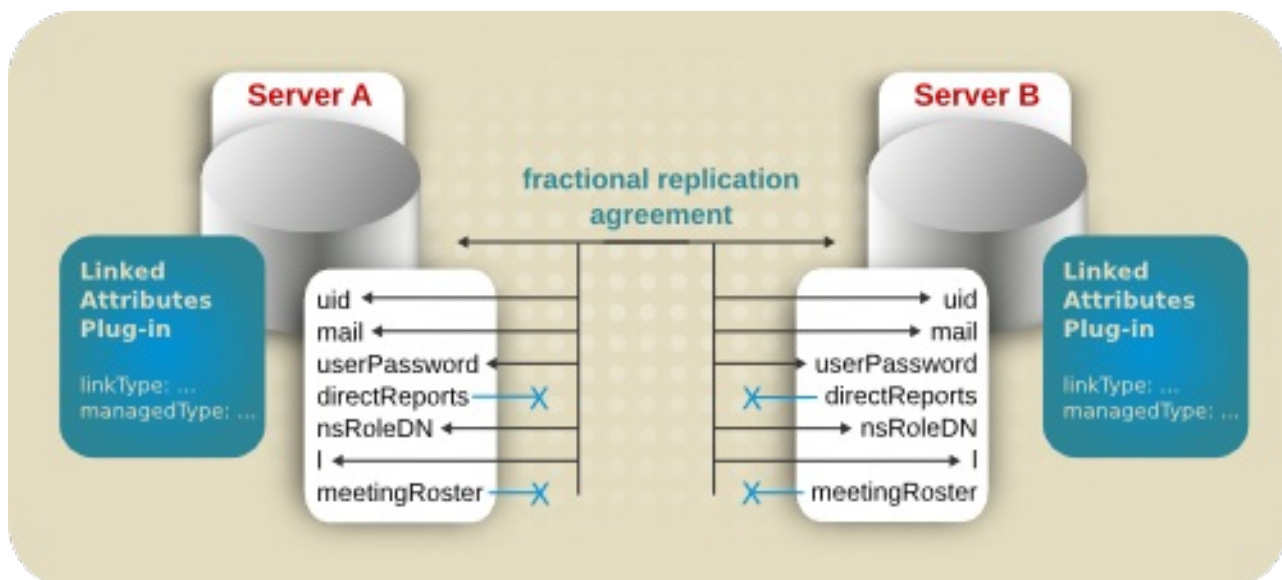 Server A
Server B
fractional replication
agreement
Linked
Attributes
Plug-in
linkType: ...
managedType: ...
uid
mail
userPassword
directReports
nsRoleDN
l
meetingRoster
uid
mail
userPassword
directReports
nsRoleDN
l
meetingRoster
Linked
Attributes
Plug-in
linkType: ...
managedType: ...